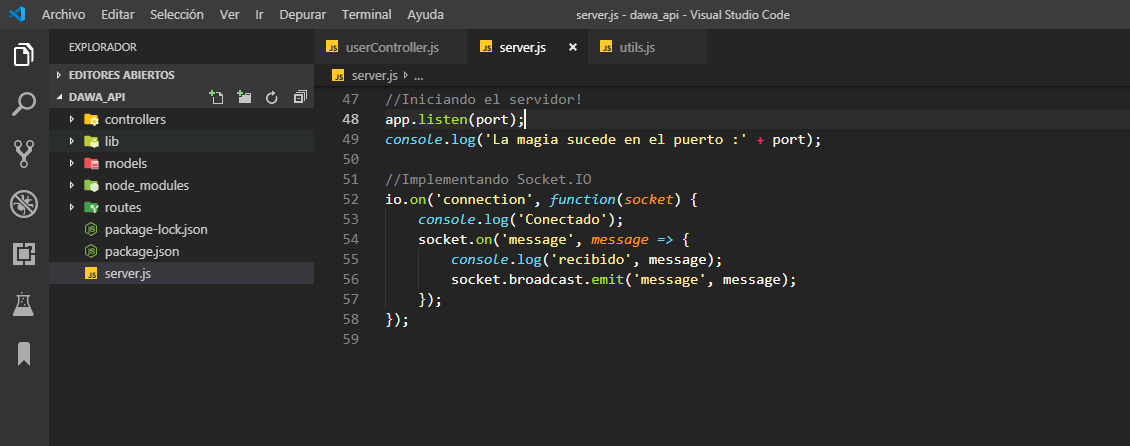 Archivo Editar Selección Ver Ir Depurar Terminal Ayuda server.js - dawa_api - Visual Studio Code
EXPLORADOR
EDITORES ABIERTOS
DAWA_API
controllers
lib
models
node_modules
routes
package-lock.json
package.json
server.js
JS userController.js JS server.js × JS utils.js
JS server.js › ...
47 //Iniciando el servidor!
48 app.listen(port);
49 console.log('La magia sucede en el puerto :' + port);
50
51 //Implementando Socket.IO
52 io.on('connection', function(socket) {
53 console.log('Conectado');
54 socket.on('message', message => {
55 console.log('recibido', message);
56 socket.broadcast.emit('message', message);
57 });
58 });
59